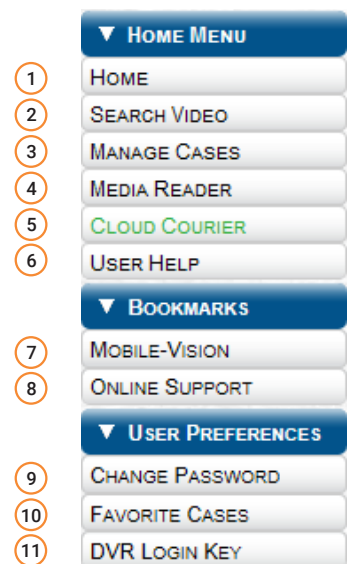 ▼ HOME MENU
1 HOME
2 SEARCH VIDEO
3 MANAGE CASES
4 MEDIA READER
5 CLOUD COURIER
6 USER HELP
▼ BOOKMARKS
7 MOBILE-VISION
8 ONLINE SUPPORT
▼ USER PREFERENCES
9 CHANGE PASSWORD
10 FAVORITE CASES
11 DVR LOGIN KEY